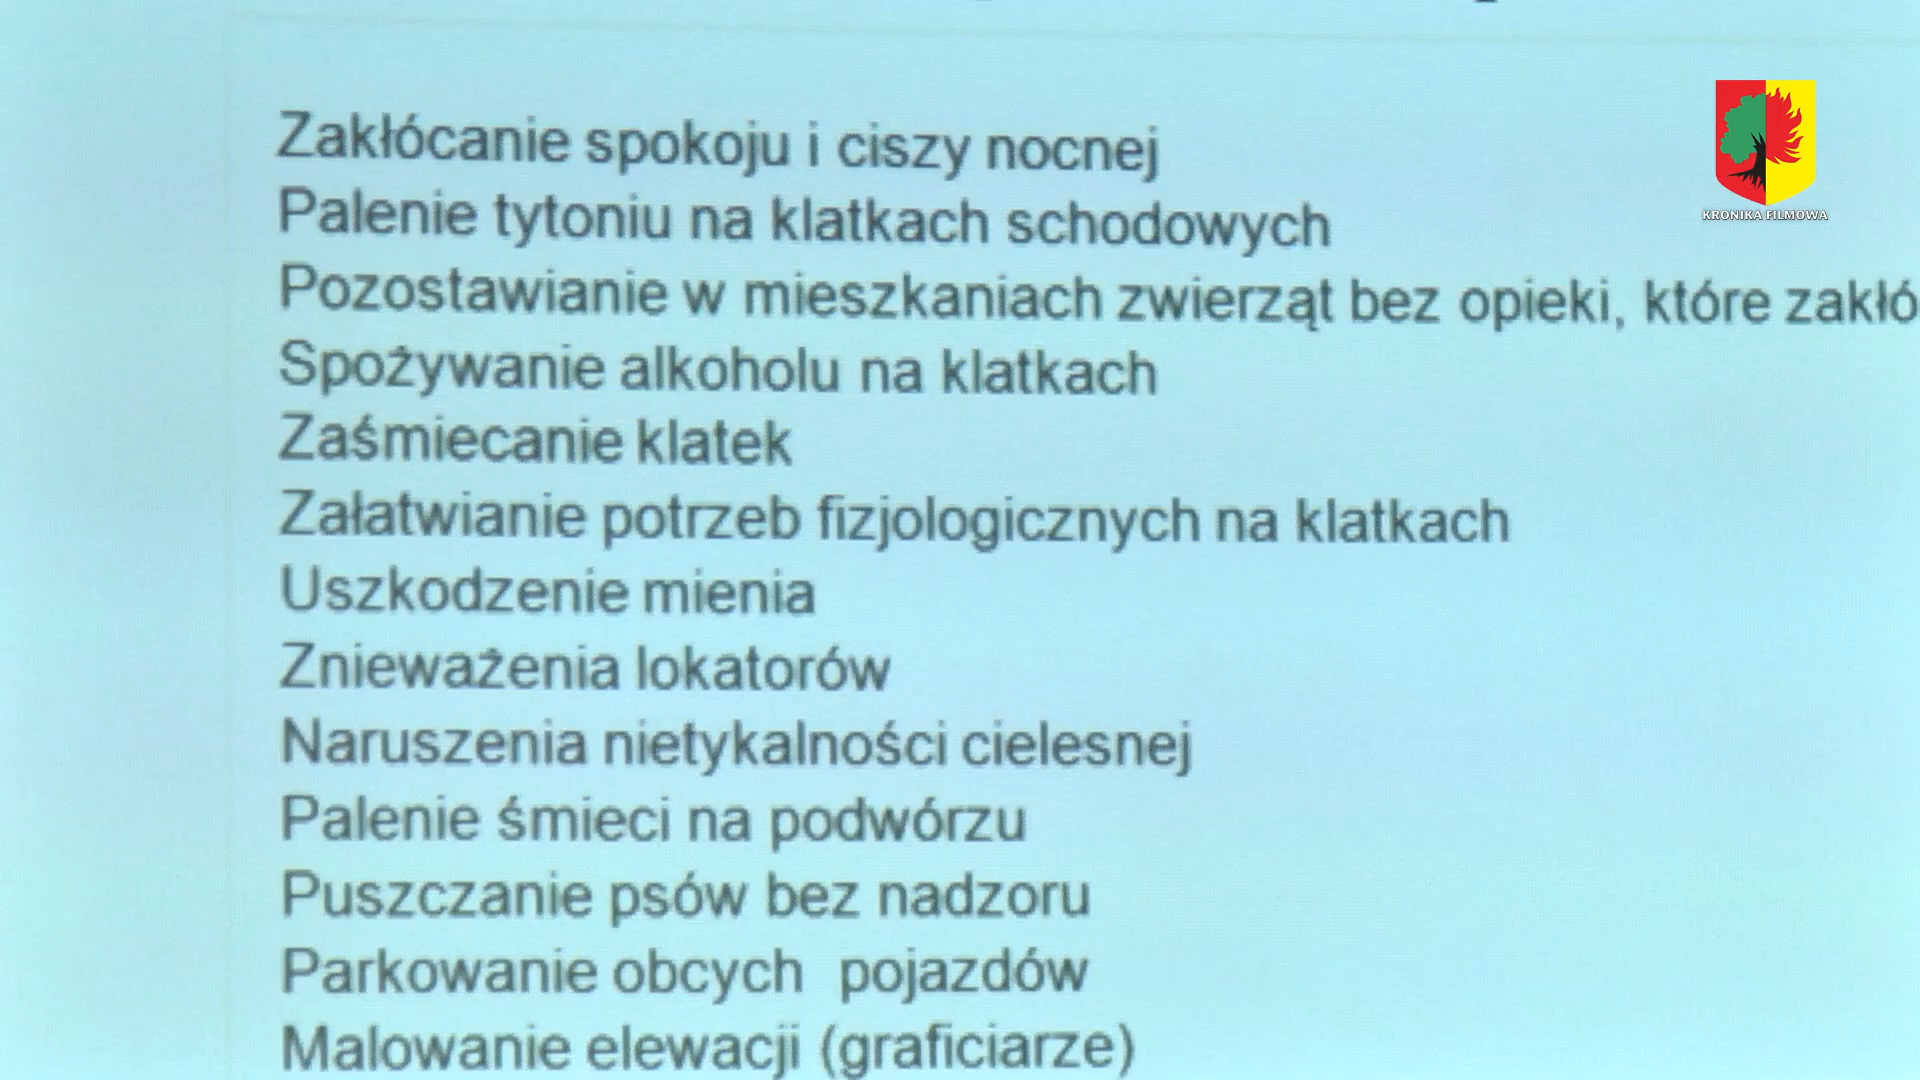 Zakłócanie spokoju i ciszy nocnej
KRONIKA FILMOWA
Palenie tytoniu na klatkach schodowych
Pozostawianie w mieszkaniach zwierząt bez opieki, które zakłó
Spożywanie alkoholu na klatkach
Zaśmiecanie klatek
Załatwianie potrzeb fizjologicznych na klatkach
Uszkodzenie mienia
Znieważenia lokatorów
Naruszenia nietykalności cielesnej
Palenie śmieci na podwórzu
Puszczanie psów bez nadzoru
Parkowanie obcych pojazdów
Malowanie elewacji (graficiarze)